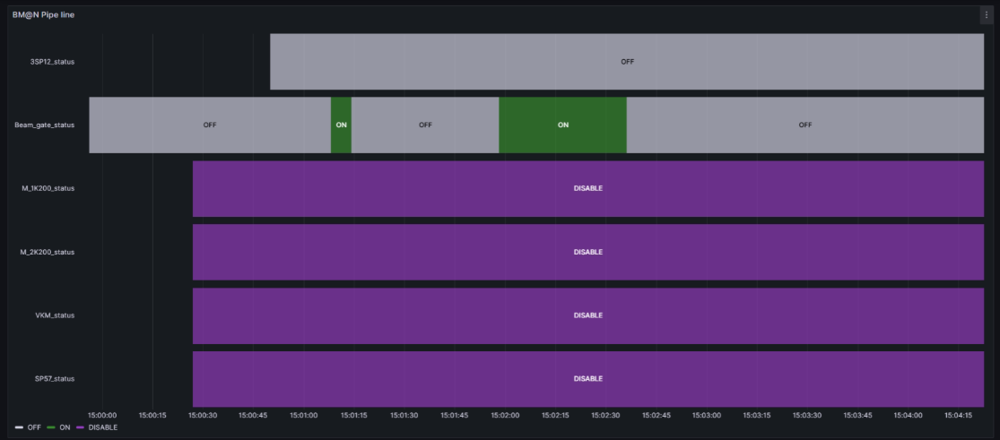 BM@N Pipe line
3SP12_status
OFF
Beam_gate_status
OFF ON OFF ON OFF
M_1K200_status
DISABLE
M_2K200_status
DISABLE
VKM_status
DISABLE
SP57_status
DISABLE
15:00:00 15:00:15 15:00:30 15:00:45 15:01:00 15:01:15 15:01:30 15:01:45 15:02:00 15:02:15 15:02:30 15:02:45 15:03:00 15:03:15 15:03:30 15:03:45 15:04:00 15:04:15
OFF ON DISABLE